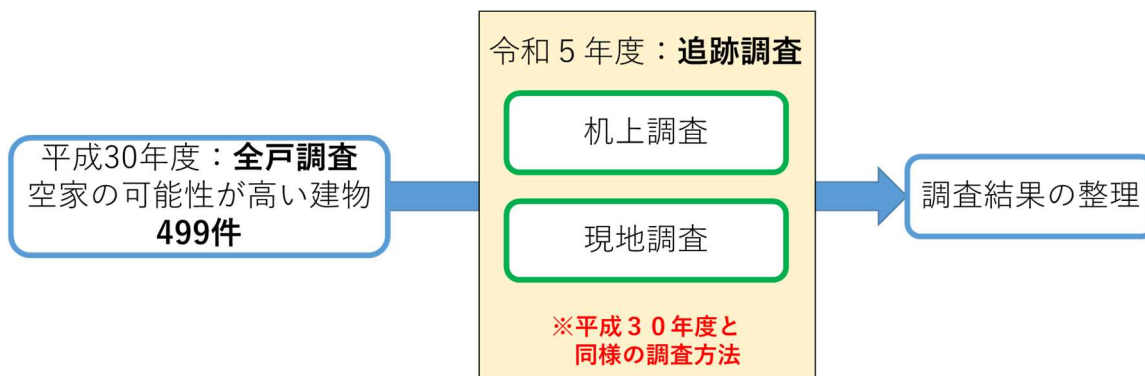 平成30年度：全戸調査
空家の可能性が高い建物
499件
令和５年度：追跡調査
机上調査
現地調査
※平成３０年度と
同様の調査方法
調査結果の整理